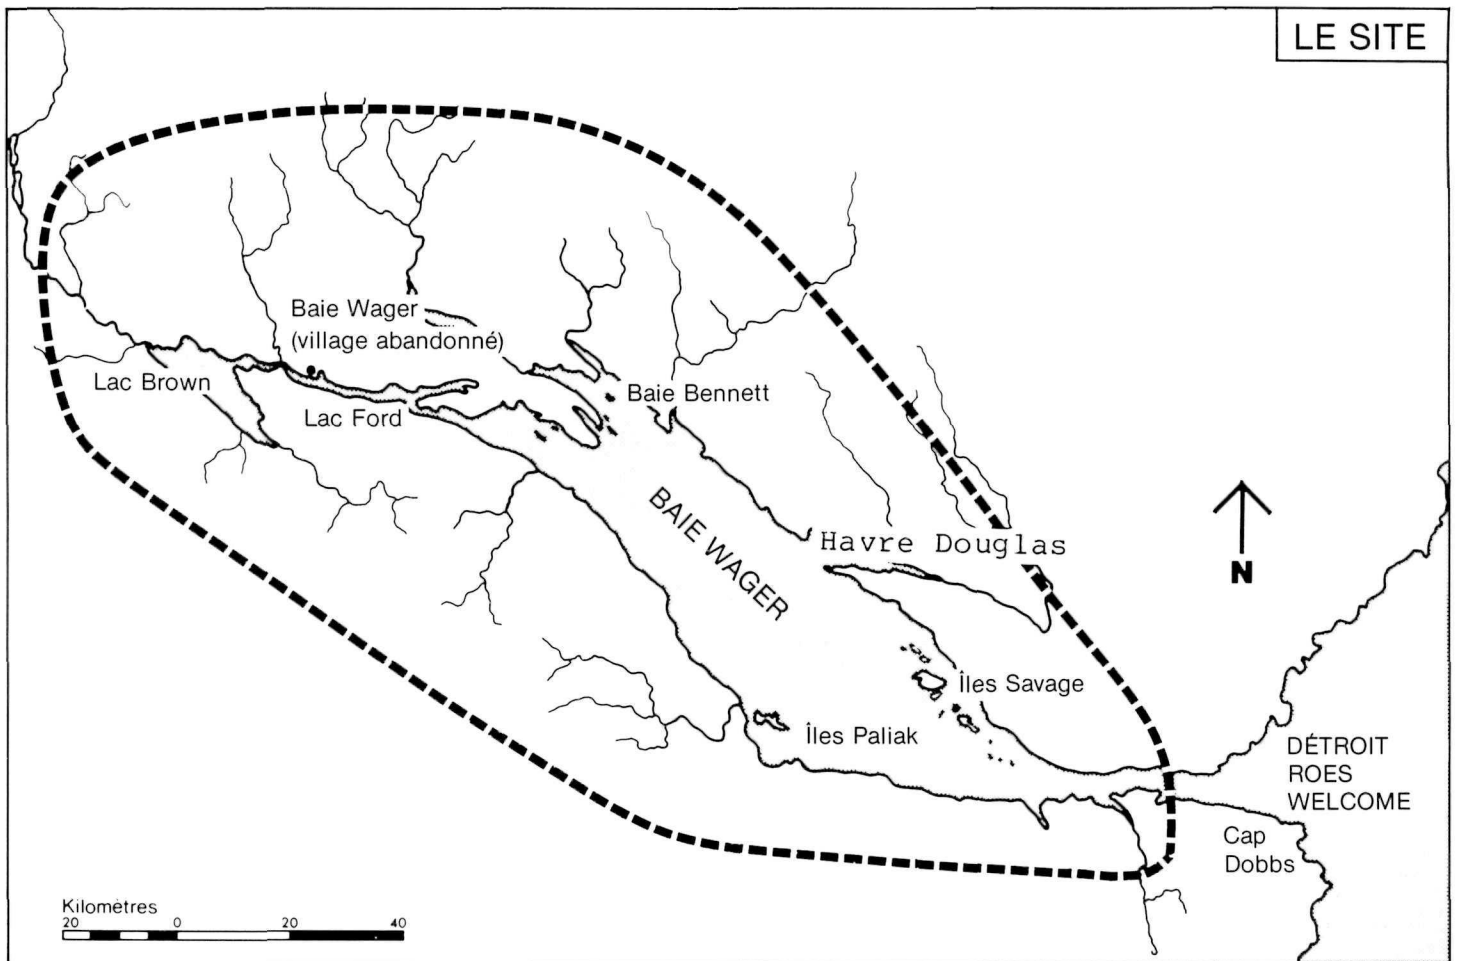 LE SITE
Baie Wager
(village abandonné)
Lac Brown
Lac Ford
Baie Bennett
BAIE WAGER
Havre Douglas
N
Îles Savage
Îles Paliak
DÉTROIT
ROES
WELCOME
Cap
Dobbs
Kilométres
20 0 20 40